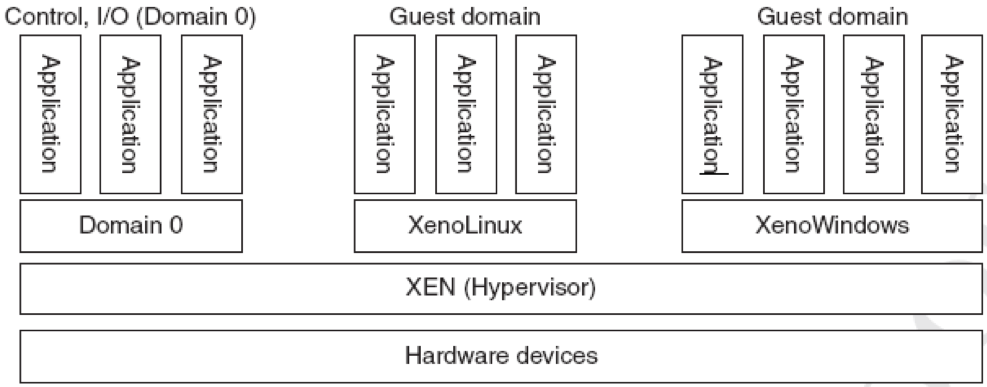 Control, I/O (Domain 0)
Guest domain
Guest domain
Application
Application
Application
Application
Application
Application
Application
Application
Application
Application
Domain 0
XenoLinux
XenoWindows
XEN (Hypervisor)
Hardware devices